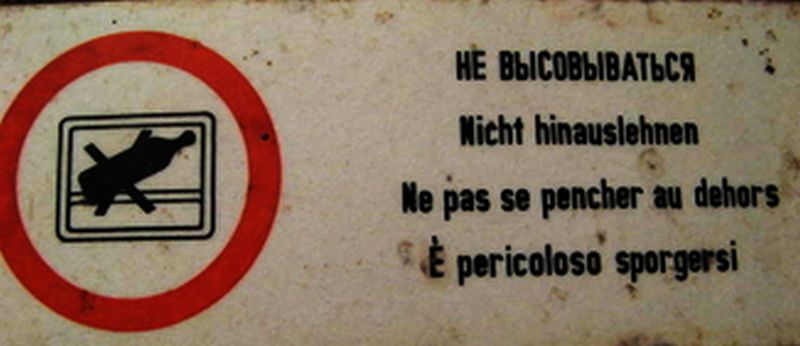 НЕ ВЫСОВЫВАТЬСЯ
Nicht hinauslehnen
Ne pas se pencher au dehors
È pericoloso sporgersi